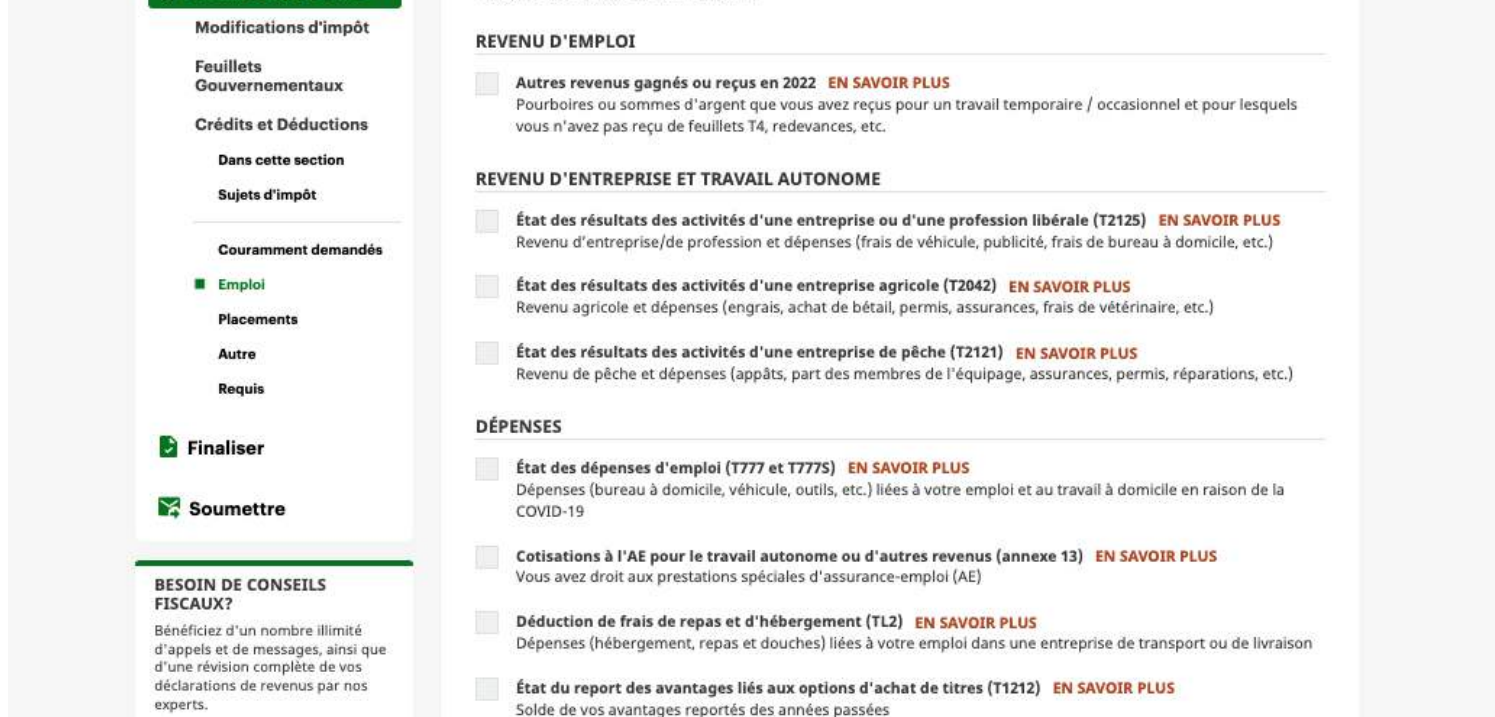 Modifications d'impôt
Feuillets
Gouvernementaux
Crédits et Déductions
Dans cette section
Sujets d'impôt
Couramment demandés
Emploi
Placements
Autre
Requis
Finaliser
Soumettre
BESOIN DE CONSEILS
FISCAUX?
Bénéficiez d'un nombre illimité
d'appels et de messages, ainsi que
d'une révision complète de vos
déclarations de revenus par nos
experts.
REVENU D'EMPLOI
Autres revenus gagnés ou reçus en 2022 EN SAVOIR PLUS
Pourboires ou sommes d'argent que vous avez reçus pour un travail temporaire / occasionnel et pour lesquels
vous n'avez pas reçu de feuillets T4, redevances, etc.
REVENU D'ENTREPRISE ET TRAVAIL AUTONOME
État des résultats des activités d'une entreprise ou d'une profession libérale (T2125) EN SAVOIR PLUS
Revenu d'entreprise/de profession et dépenses (frais de véhicule, publicité, frais de bureau à domicile, etc.)
État des résultats des activités d'une entreprise agricole (T2042) EN SAVOIR PLUS
Revenu agricole et dépenses (engrais, achat de bétail, permis, assurances, frais de vétérinaire, etc.)
État des résultats des activités d'une entreprise de pêche (T2121) EN SAVOIR PLUS
Revenu de pêche et dépenses (appâts, part des membres de l'équipage, assurances, permis, réparations, etc.)
DÉPENSES
État des dépenses d'emploi (T777 et T777S) EN SAVOIR PLUS
Dépenses (bureau à domicile, véhicule, outils, etc.) liées à votre emploi et au travail à domicile en raison de la
COVID-19
Cotisations à l'AE pour le travail autonome ou d'autres revenus (annexe 13) EN SAVOIR PLUS
Vous avez droit aux prestations spéciales d'assurance-emploi (AE)
Déduction de frais de repas et d'hébergement (TL2) EN SAVOIR PLUS
Dépenses (hébergement, repas et douches) liées à votre emploi dans une entreprise de transport ou de livraison
État du report des avantages liés aux options d'achat de titres (T1212) EN SAVOIR PLUS
Solde de vos avantages reportés des années passées